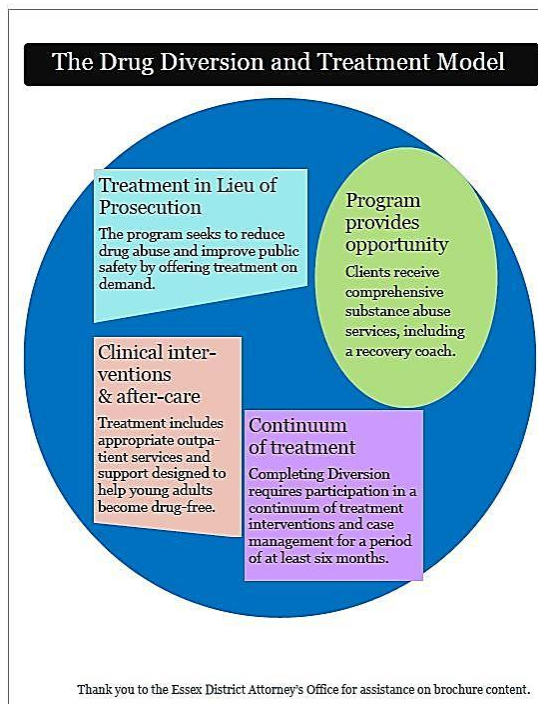 The Drug Diversion and Treatment Model
Treatment in Lieu of
Prosecution
The program seeks to reduce
drug abuse and improve public
safety by offering treatment on
demand.
Program
provides
opportunity
Clients receive
comprehensive
substance abuse
services, including
a recovery coach.
Clinical inter-
ventions
& after-care
Treatment includes
appropriate outpa-
tient services and
support designed to
help young adults
become drug-free.
Continuum
of treatment
Completing Diversion
requires participation in a
continuum of treatment
interventions and case
management for a period
of at least six months.
Thank you to the Essex District Attorney's Office for assistance on brochure content.